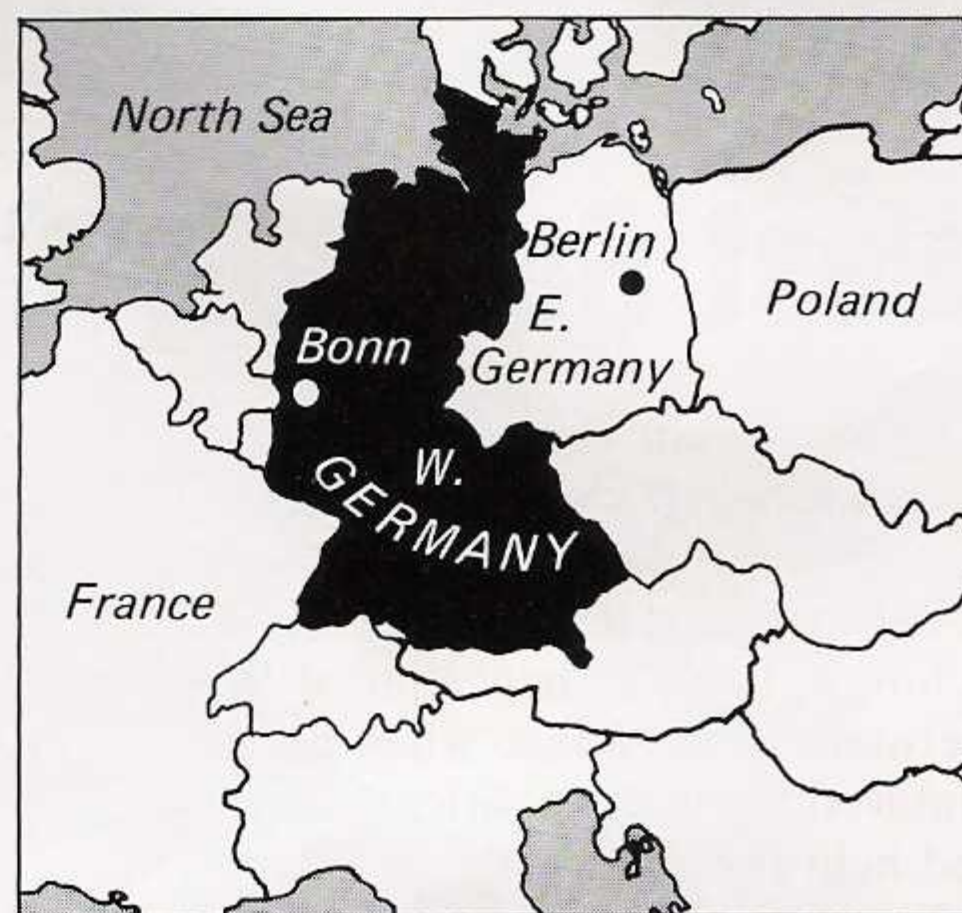 North Sea
Berlin
E.
Germany
Poland
Bonn
W.
GERMANY
France